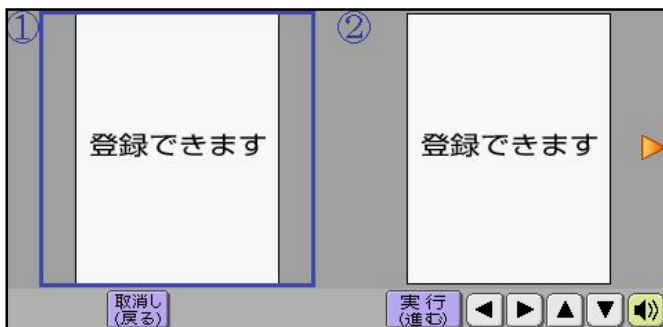 ① ②
登録できます 登録できます
取消し 実行
(戻る) (進む)